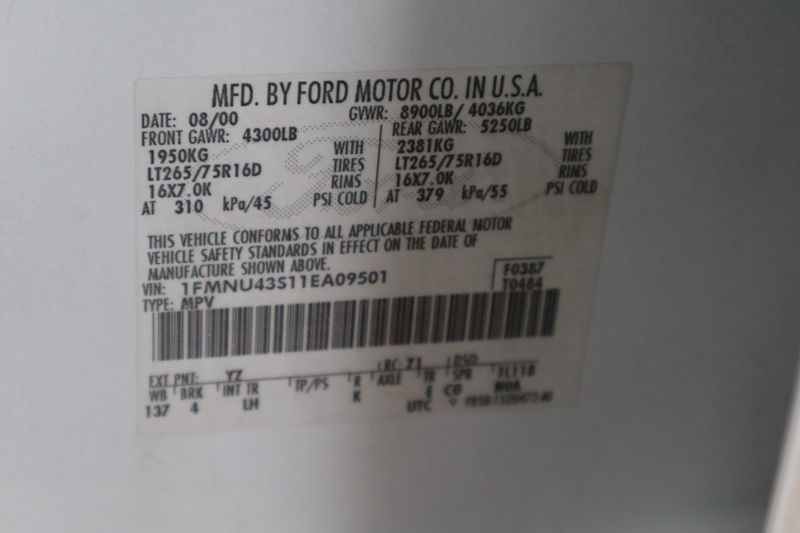 MFD. BY FORD MOTOR CO. IN U.S.A.
DATE: 08/00 GVWR: 8900LB/ 4036KG
FRONT GAWR: 4300LB REAR GAWR: 5250LB
1950KG WITH 2381KG WITH
LT265/75R16D TIRES LT265/75R16D TIRES
16X7.0K RIMS 16X7.0K RIMS
AT 310 kPa/45 PSI COLD AT 379 kPa/55 PSI COLD
THIS VEHICLE CONFORMS TO ALL APPLICABLE FEDERAL MOTOR
VEHICLE SAFETY STANDARDS IN EFFECT ON THE DATE OF
MANUFACTURE SHOWN ABOVE.
VIN: 1FMNU43S11EA09501 F0387
TYPE: MPV T0484
EXT PNT: YZ RC: 71 DSO:
WB BRK INT TR TP/PS R AXLE TR SPR
137 4 LH K E CO
UTC